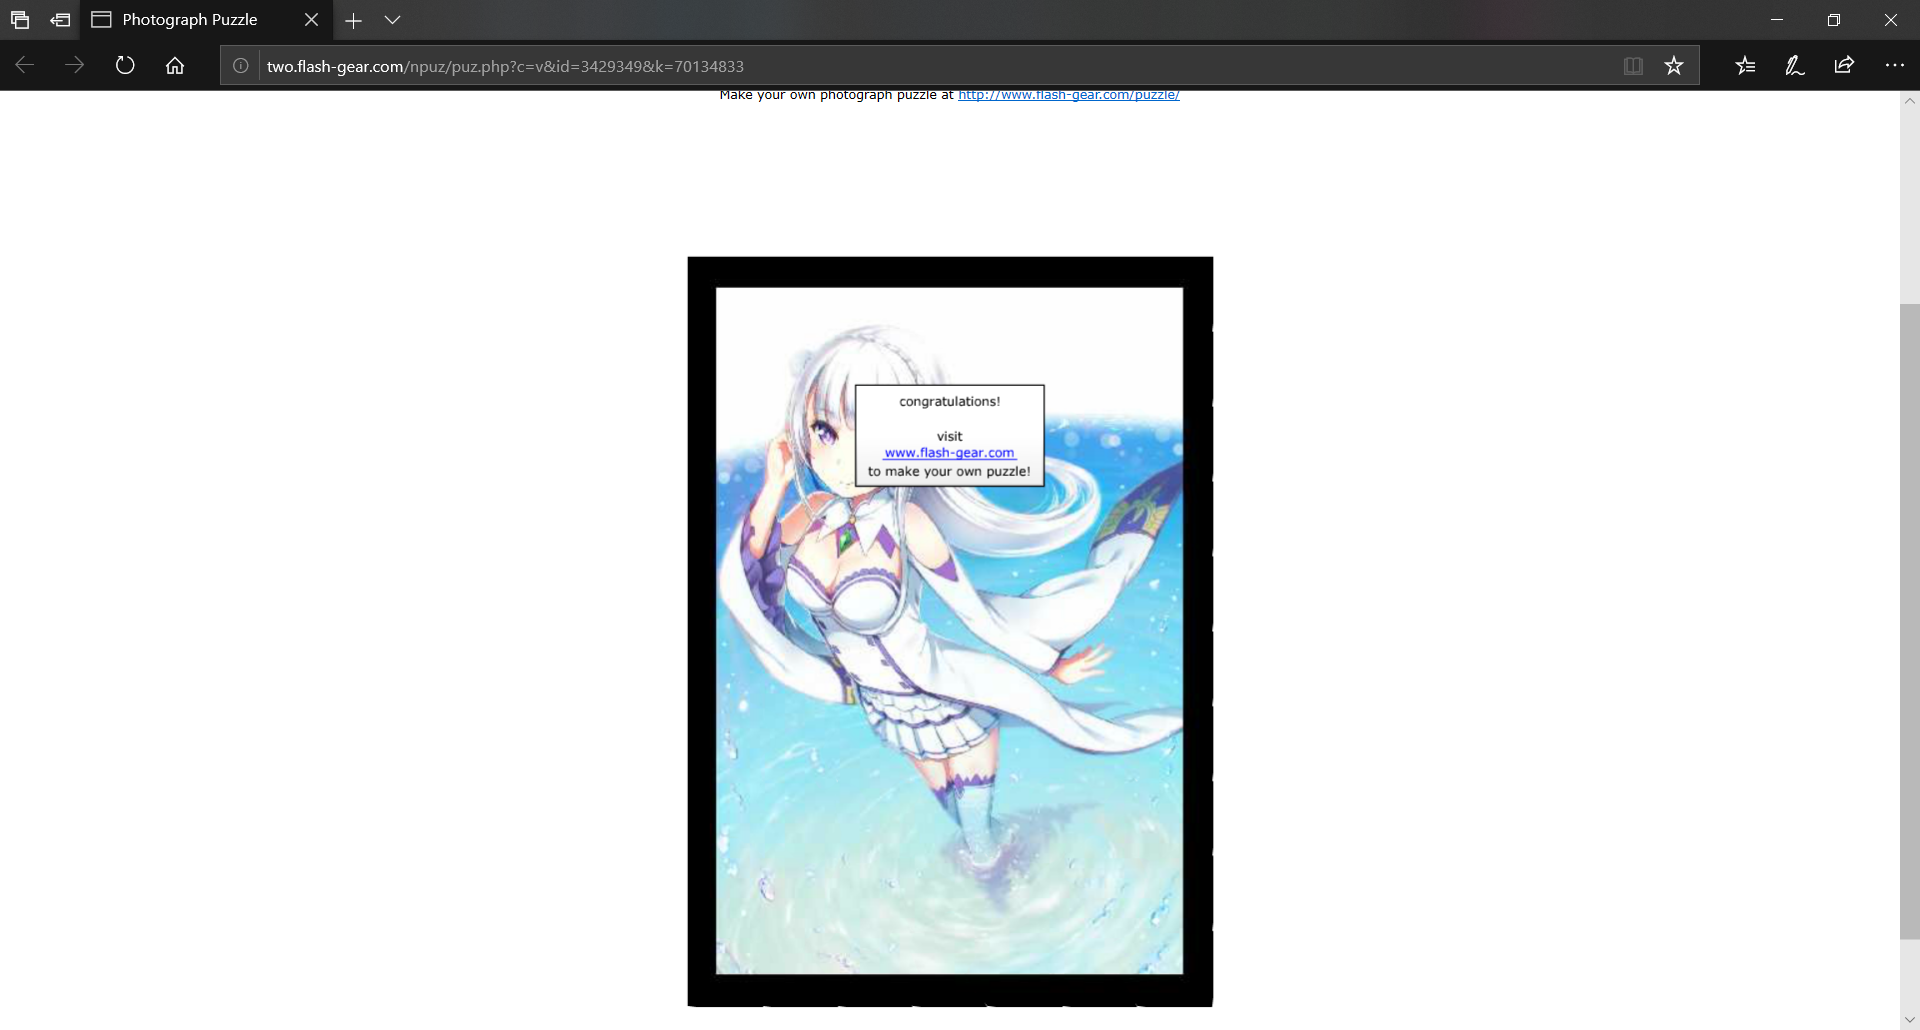 Photograph Puzzle
two.flash-gear.com/npuz/puz.php?c=v&id=3429349&k=70134833
Make your own photograph puzzle at http://www.flash-gear.com/puzzle/
congratulations!
visit
www.flash-gear.com
to make your own puzzle!